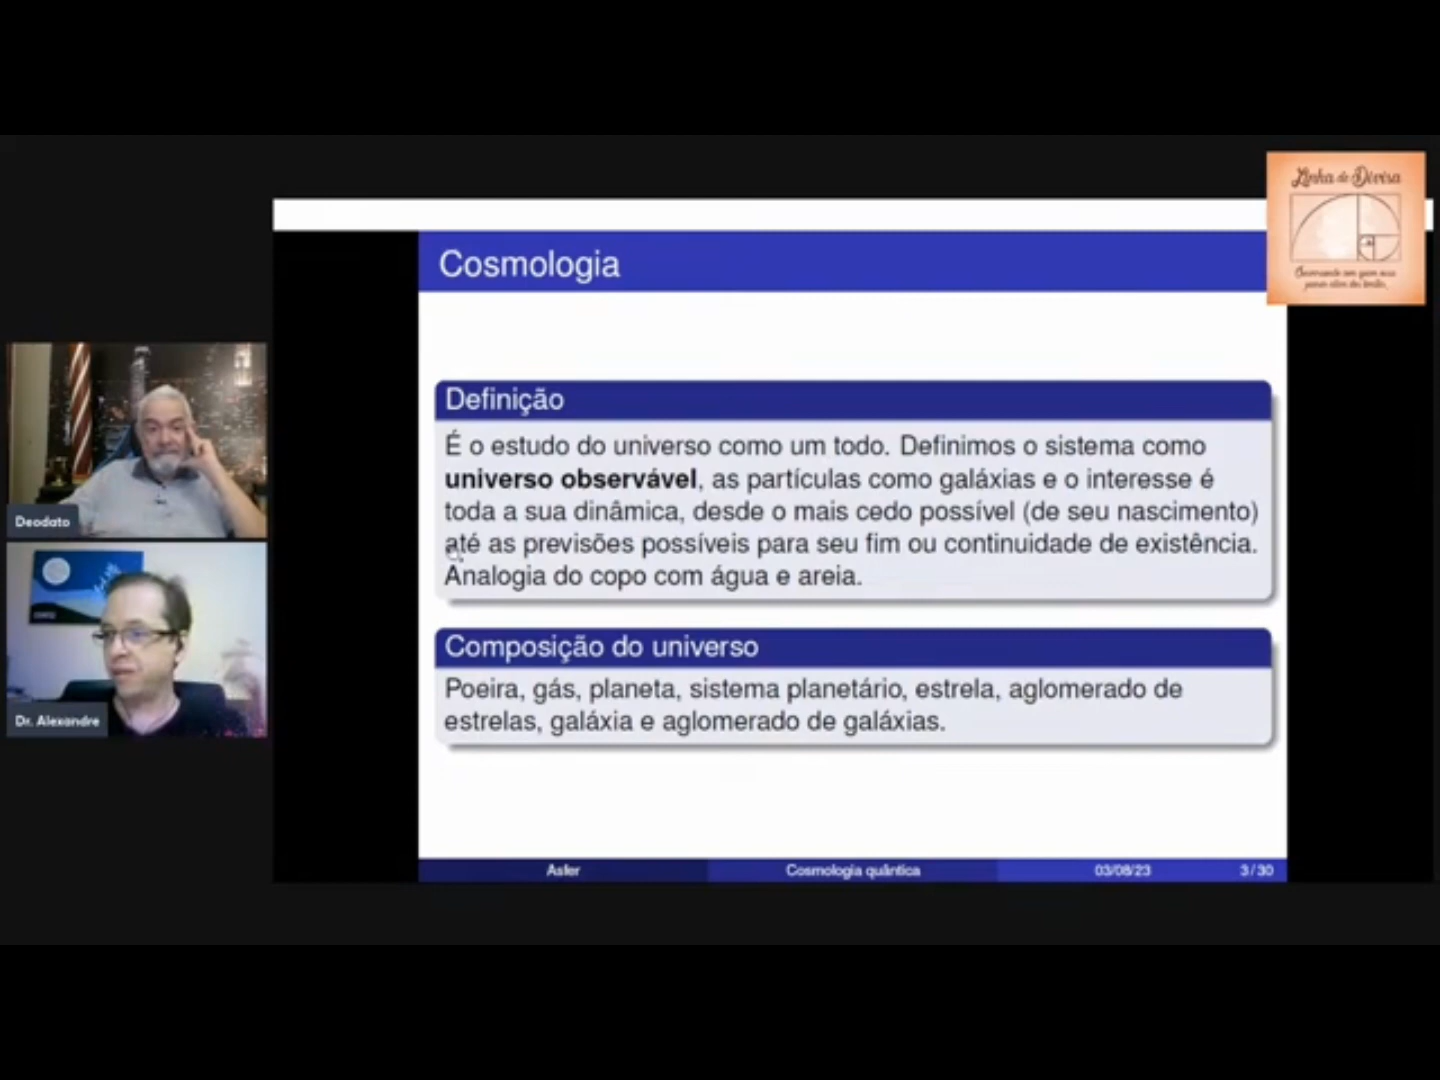 Linha de Divisa
Cosmologia
Definição
É o estudo do universo como um todo. Definimos o sistema como
universo observável, as partículas como galáxias e o interesse é
toda a sua dinâmica, desde o mais cedo possível (de seu nascimento)
até as previsões possíveis para seu fim ou continuidade de existência.
Analogia do copo com água e areia.
Composição do universo
Poeira, gás, planeta, sistema planetário, estrela, aglomerado de
estrelas, galáxia e aglomerado de galáxias.
Deodato
Dr. Alexandre
Asfer
Cosmologia quântica
03/08/23
3 / 30